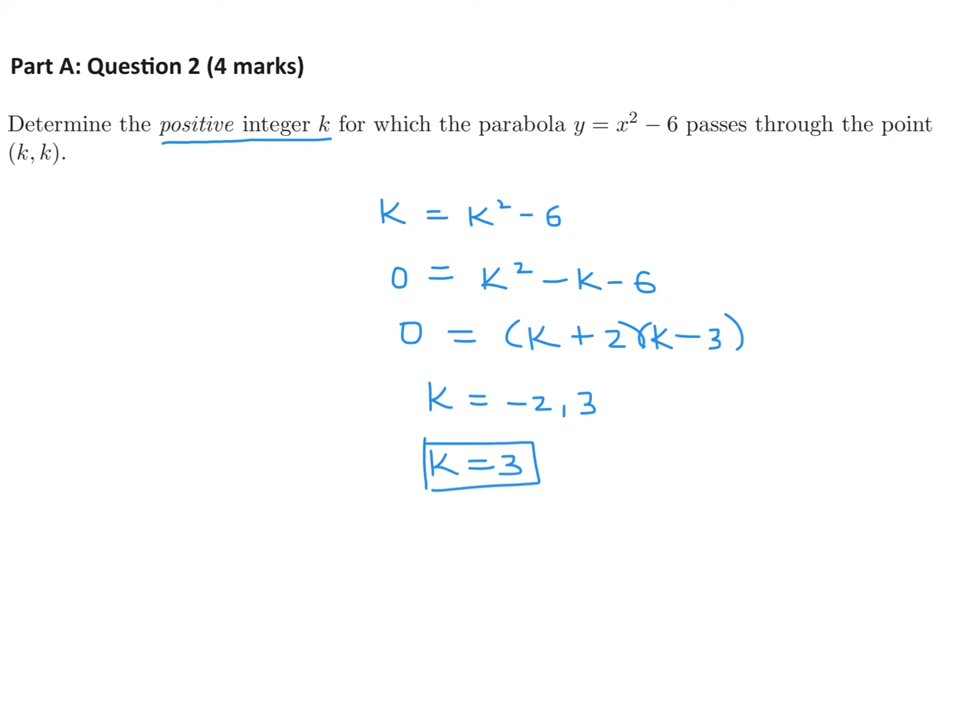 Part A: Question 2 (4 marks)
Determine the positive integer k for which the parabola y = x² − 6 passes through the point
(k, k).
K = K² - 6
0 = K² - K - 6
0 = (K + 2)(K - 3)
K = -2, 3
K = 3